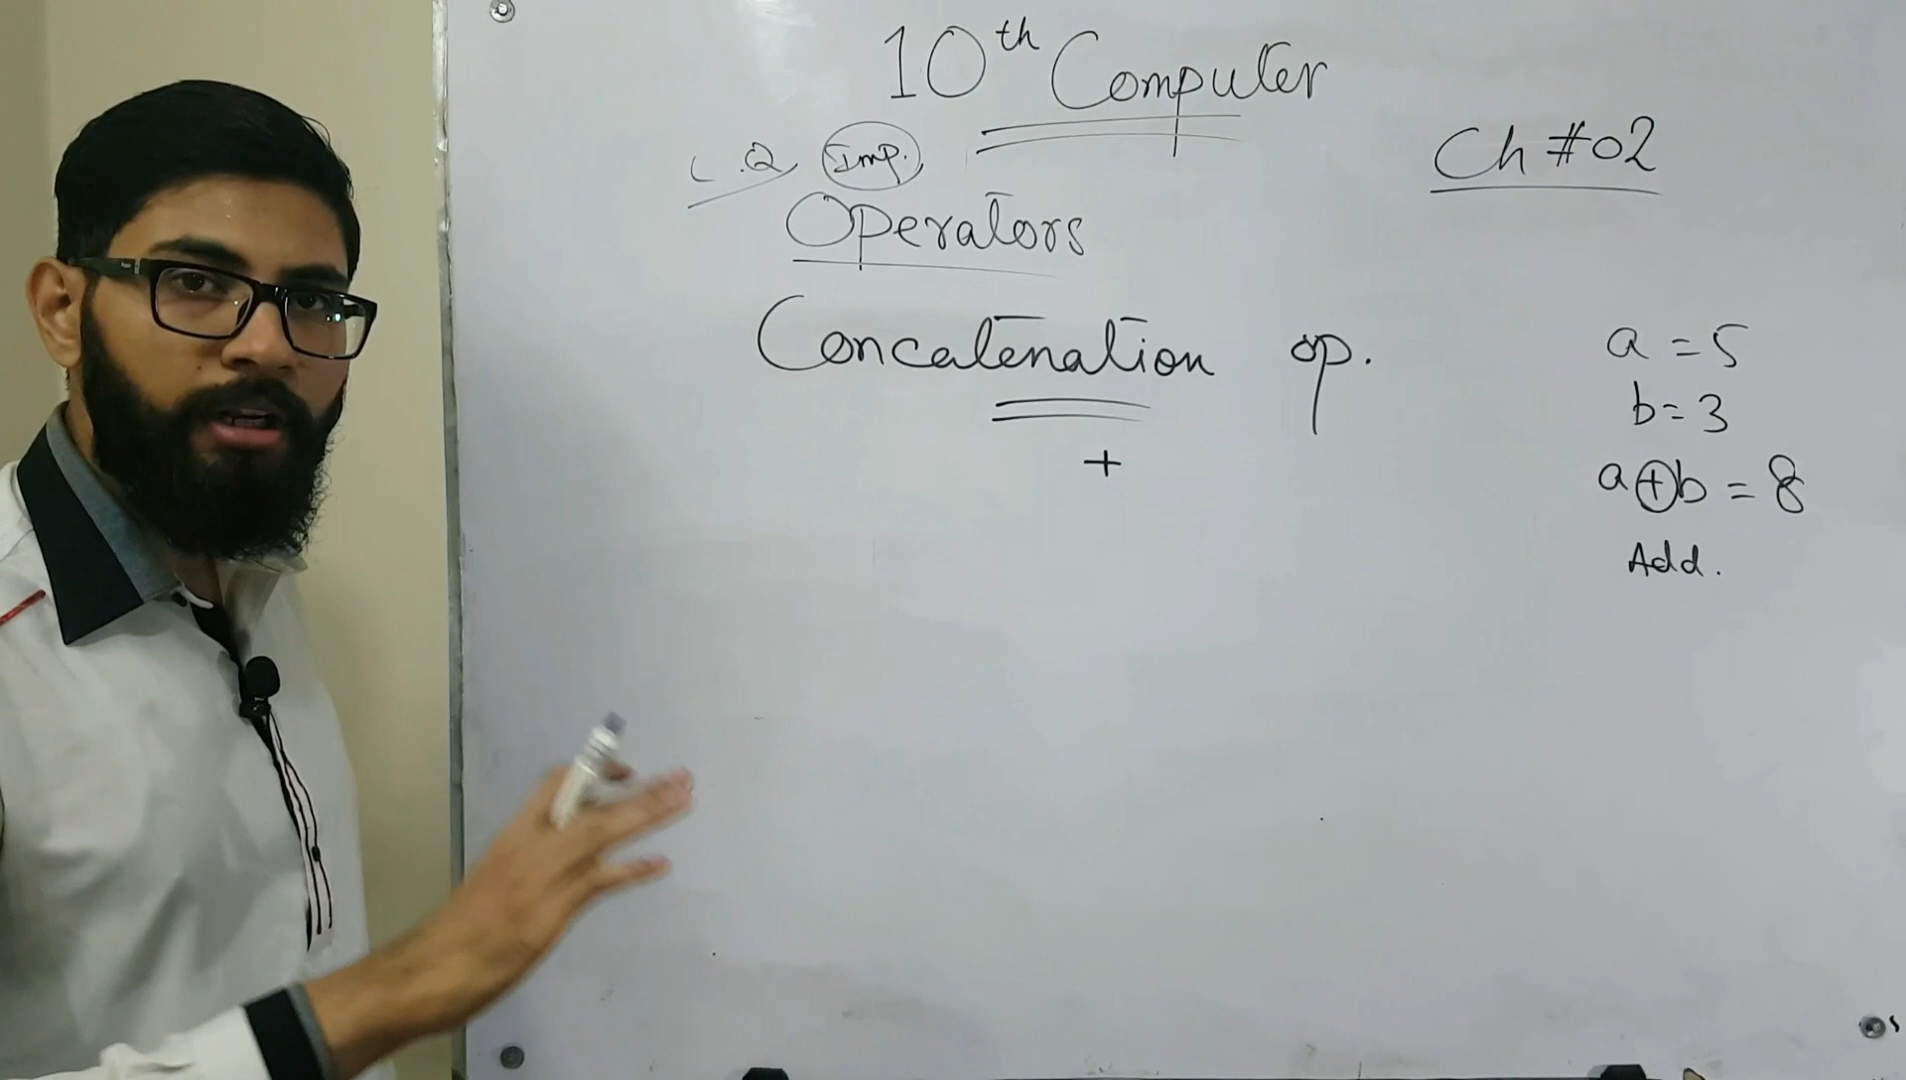 10th Computer
Ch #02
L.Q Imp.
Operators
Concatenation op.
+
a = 5
b = 3
a + b = 8
Add.